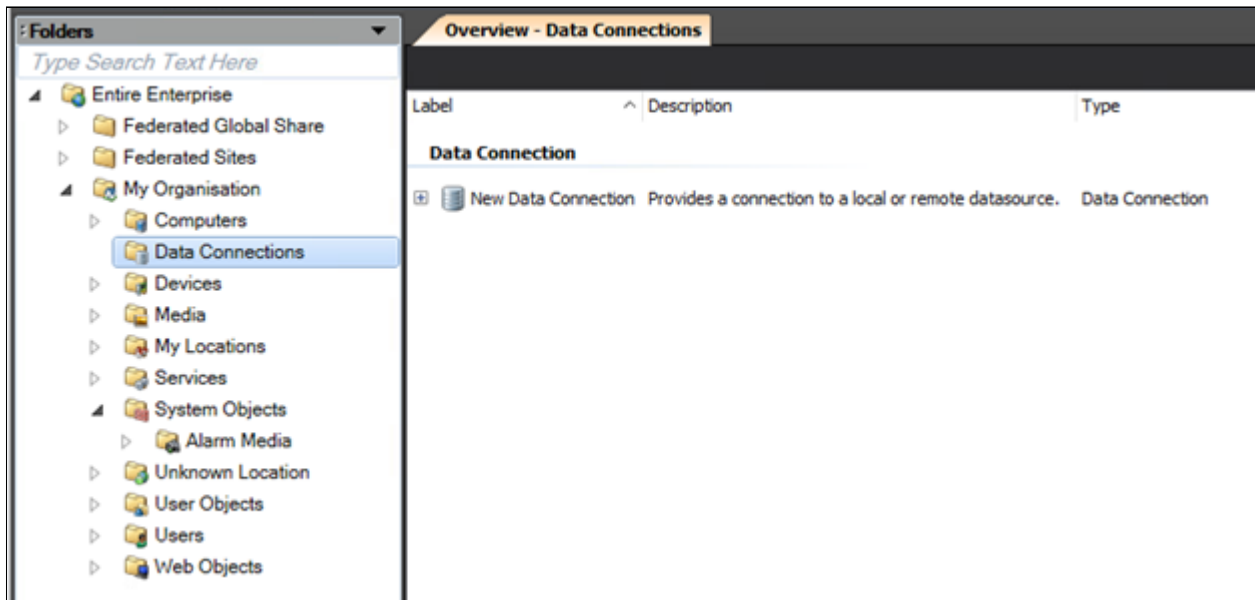 Folders
Type Search Text Here
Entire Enterprise
Federated Global Share
Federated Sites
My Organisation
Computers
Data Connections
Devices
Media
My Locations
Services
System Objects
Alarm Media
Unknown Location
User Objects
Users
Web Objects
Overview - Data Connections
Label Description Type
Data Connection
New Data Connection Provides a connection to a local or remote datasource. Data Connection